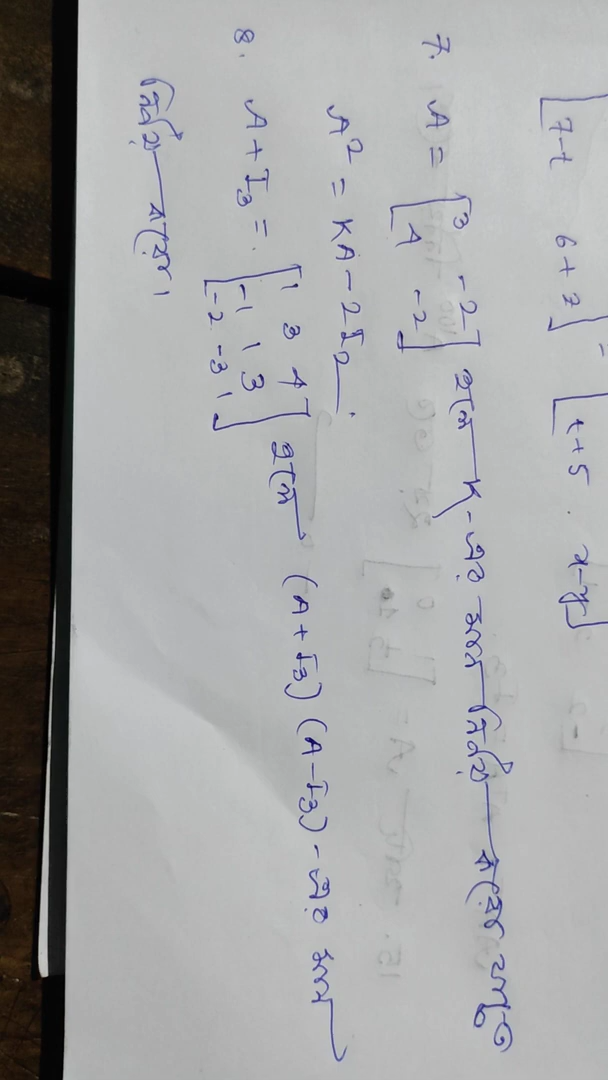 [7-t 6+z] = [t+5 x-y]
7. A = [3 -2
4 -2] হলে K-এর মান নির্ণয় করো যখন
A² = KA - 2I₂.
8. A + I₃ = [1 3 4
-1 1 3
-2 -3 1] হলে (A+I₃) (A-I₃) - এর মান
নির্ণয় করো।